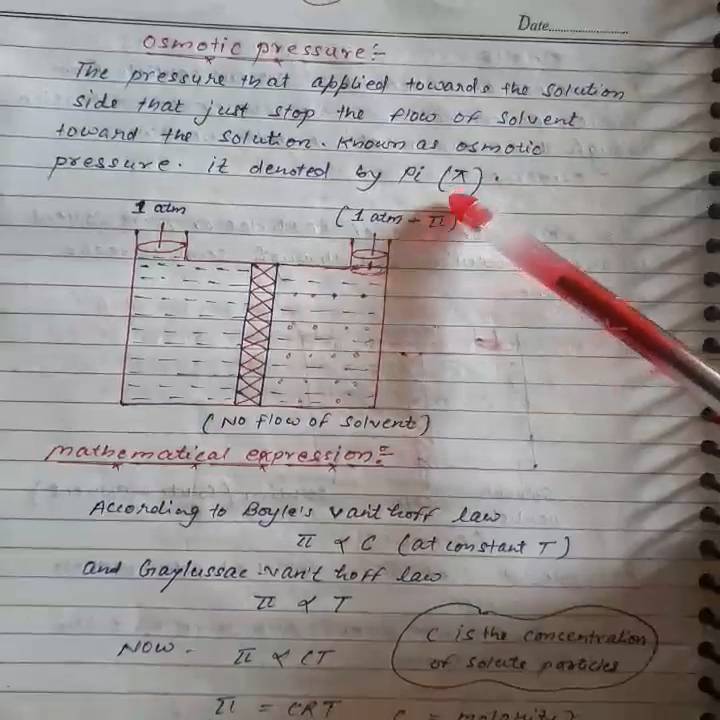 Date
Osmotic pressure:-
The pressure that applied towards the solution
side that just stop the flow of solvent
toward the solution. Known as osmotic
pressure. it denoted by Pi (π).
1 atm
(1 atm + π)
(No flow of solvent)
Mathematical expression:-
According to Boyle's van't hoff law
π ∝ C (at constant T)
and Gaylussac van't hoff law
π ∝ T
C is the concentration
of solute particles
Now - π ∝ CT
π = CRT C = molarity